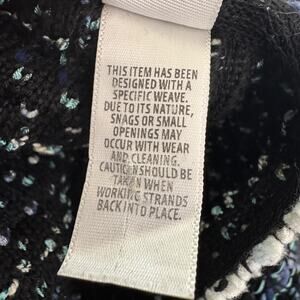 THIS ITEM HAS BEEN
DESIGNED WITH A
SPECIFIC WEAVE.
DUE TO ITS NATURE,
SNAGS OR SMALL
OPENINGS MAY
OCCUR WITH WEAR
AND CLEANING.
CAUTION SHOULD BE
TAKEN WHEN
WORKING STRANDS
BACK INTO PLACE.